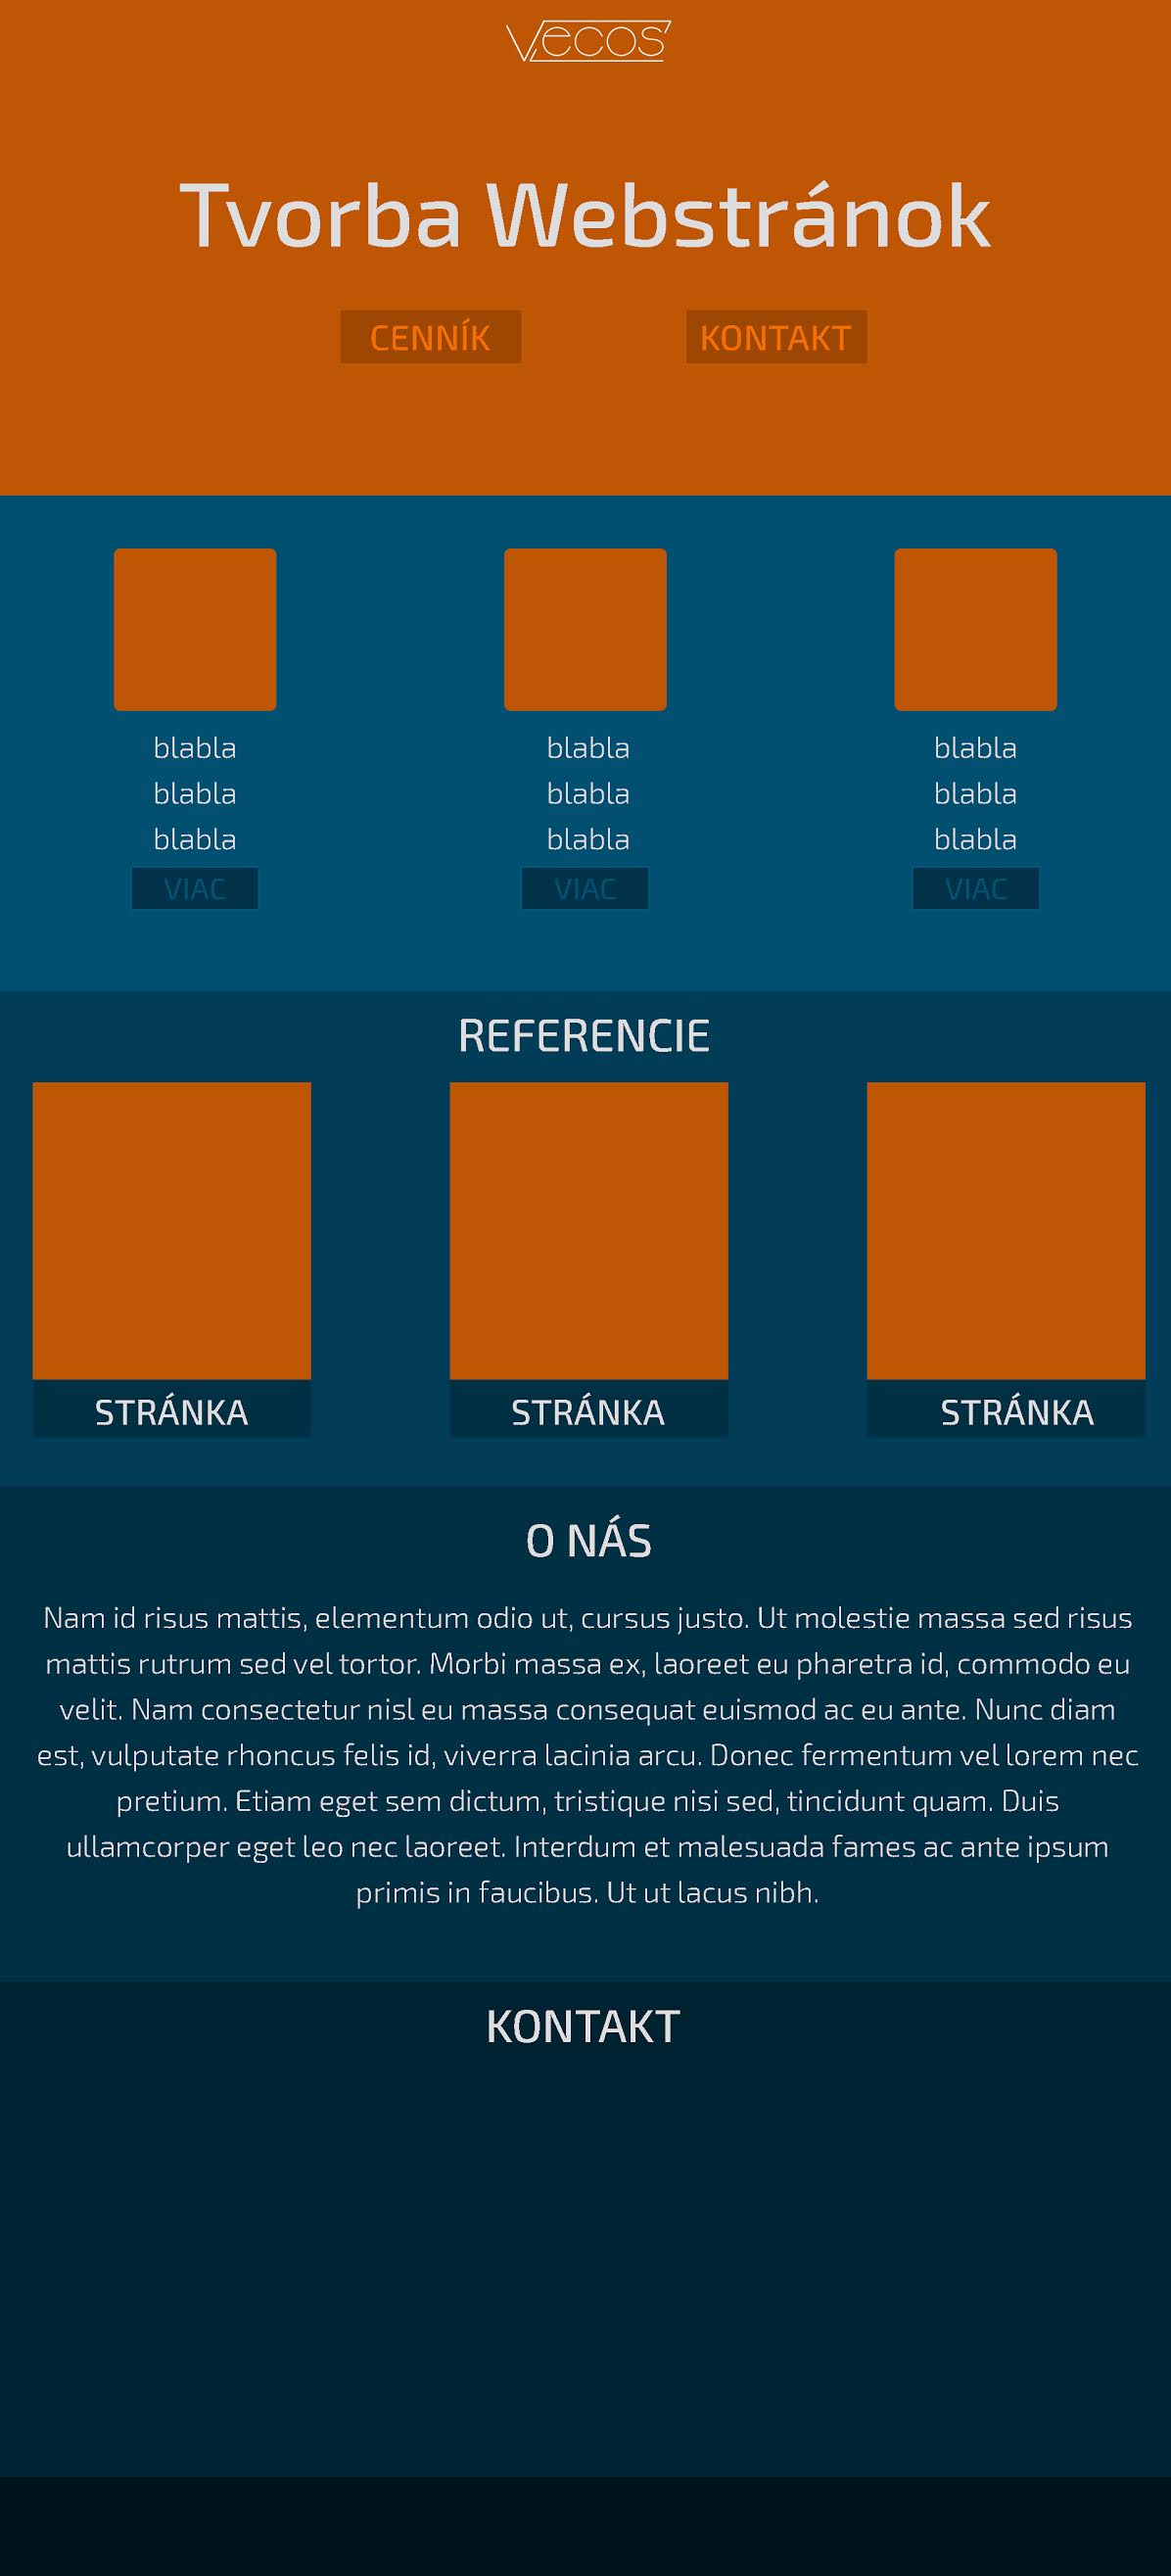 Vecos
Tvorba Webstránok
CENNÍK KONTAKT
blabla blabla blabla
blabla blabla blabla
blabla blabla blabla
VIAC VIAC VIAC
REFERENCIE
STRÁNKA STRÁNKA STRÁNKA
O NÁS
Nam id risus mattis, elementum odio ut, cursus justo. Ut molestie massa sed risus
mattis rutrum sed vel tortor. Morbi massa ex, laoreet eu pharetra id, commodo eu
velit. Nam consectetur nisl eu massa consequat euismod ac eu ante. Nunc diam
est, vulputate rhoncus felis id, viverra lacinia arcu. Donec fermentum vel lorem nec
pretium. Etiam eget sem dictum, tristique nisi sed, tincidunt quam. Duis
ullamcorper eget leo nec laoreet. Interdum et malesuada fames ac ante ipsum
primis in faucibus. Ut ut lacus nibh.
KONTAKT